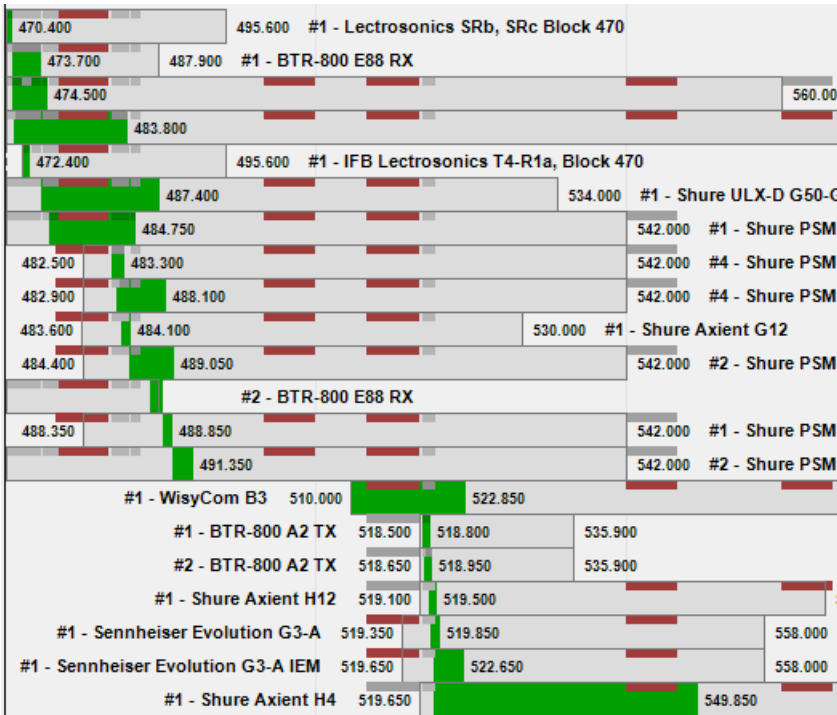 470.400 495.600 #1 - Lectrosonics SRb, SRc Block 470
473.700 487.900 #1 - BTR-800 E88 RX
474.500 560.00
483.800
472.400 495.600 #1 - IFB Lectrosonics T4-R1a, Block 470
487.400 534.000 #1 - Shure ULX-D G50-G
484.750 542.000 #1 - Shure PSM
482.500 483.300 542.000 #4 - Shure PSM
482.900 488.100 542.000 #4 - Shure PSM
483.600 484.100 530.000 #1 - Shure Axient G12
484.400 489.050 542.000 #2 - Shure PSM
#2 - BTR-800 E88 RX
488.350 488.850 542.000 #1 - Shure PSM
491.350 542.000 #2 - Shure PSM
#1 - WisyCom B3 510.000 522.850
#1 - BTR-800 A2 TX 518.500 518.800 535.900
#2 - BTR-800 A2 TX 518.650 518.950 535.900
#1 - Shure Axient H12 519.100 519.500
#1 - Sennheiser Evolution G3-A 519.350 519.850 558.000
#1 - Sennheiser Evolution G3-A IEM 519.650 522.650 558.000
#1 - Shure Axient H4 519.650 549.850